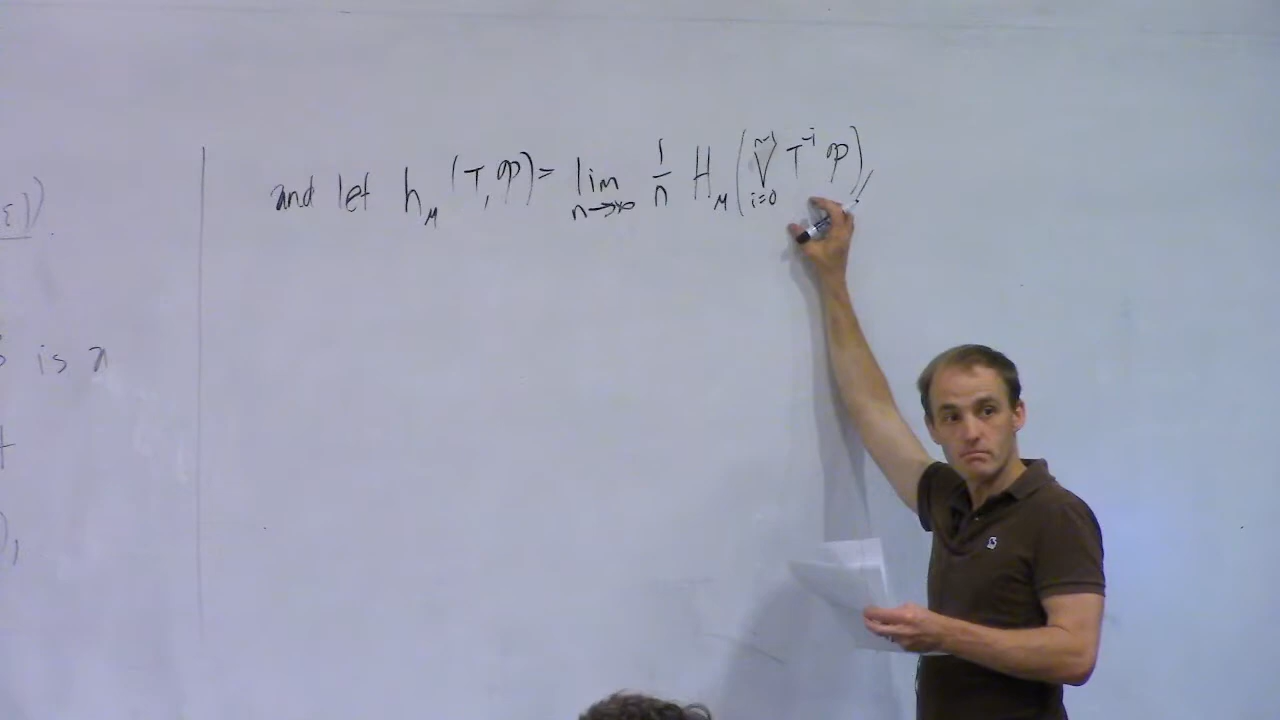 ε)).
is a
and let h_μ(T, 𝒫) = lim_{n→∞} 1/n H_μ(⋁_{i=0}^{n-1} T^{-i} 𝒫),
),